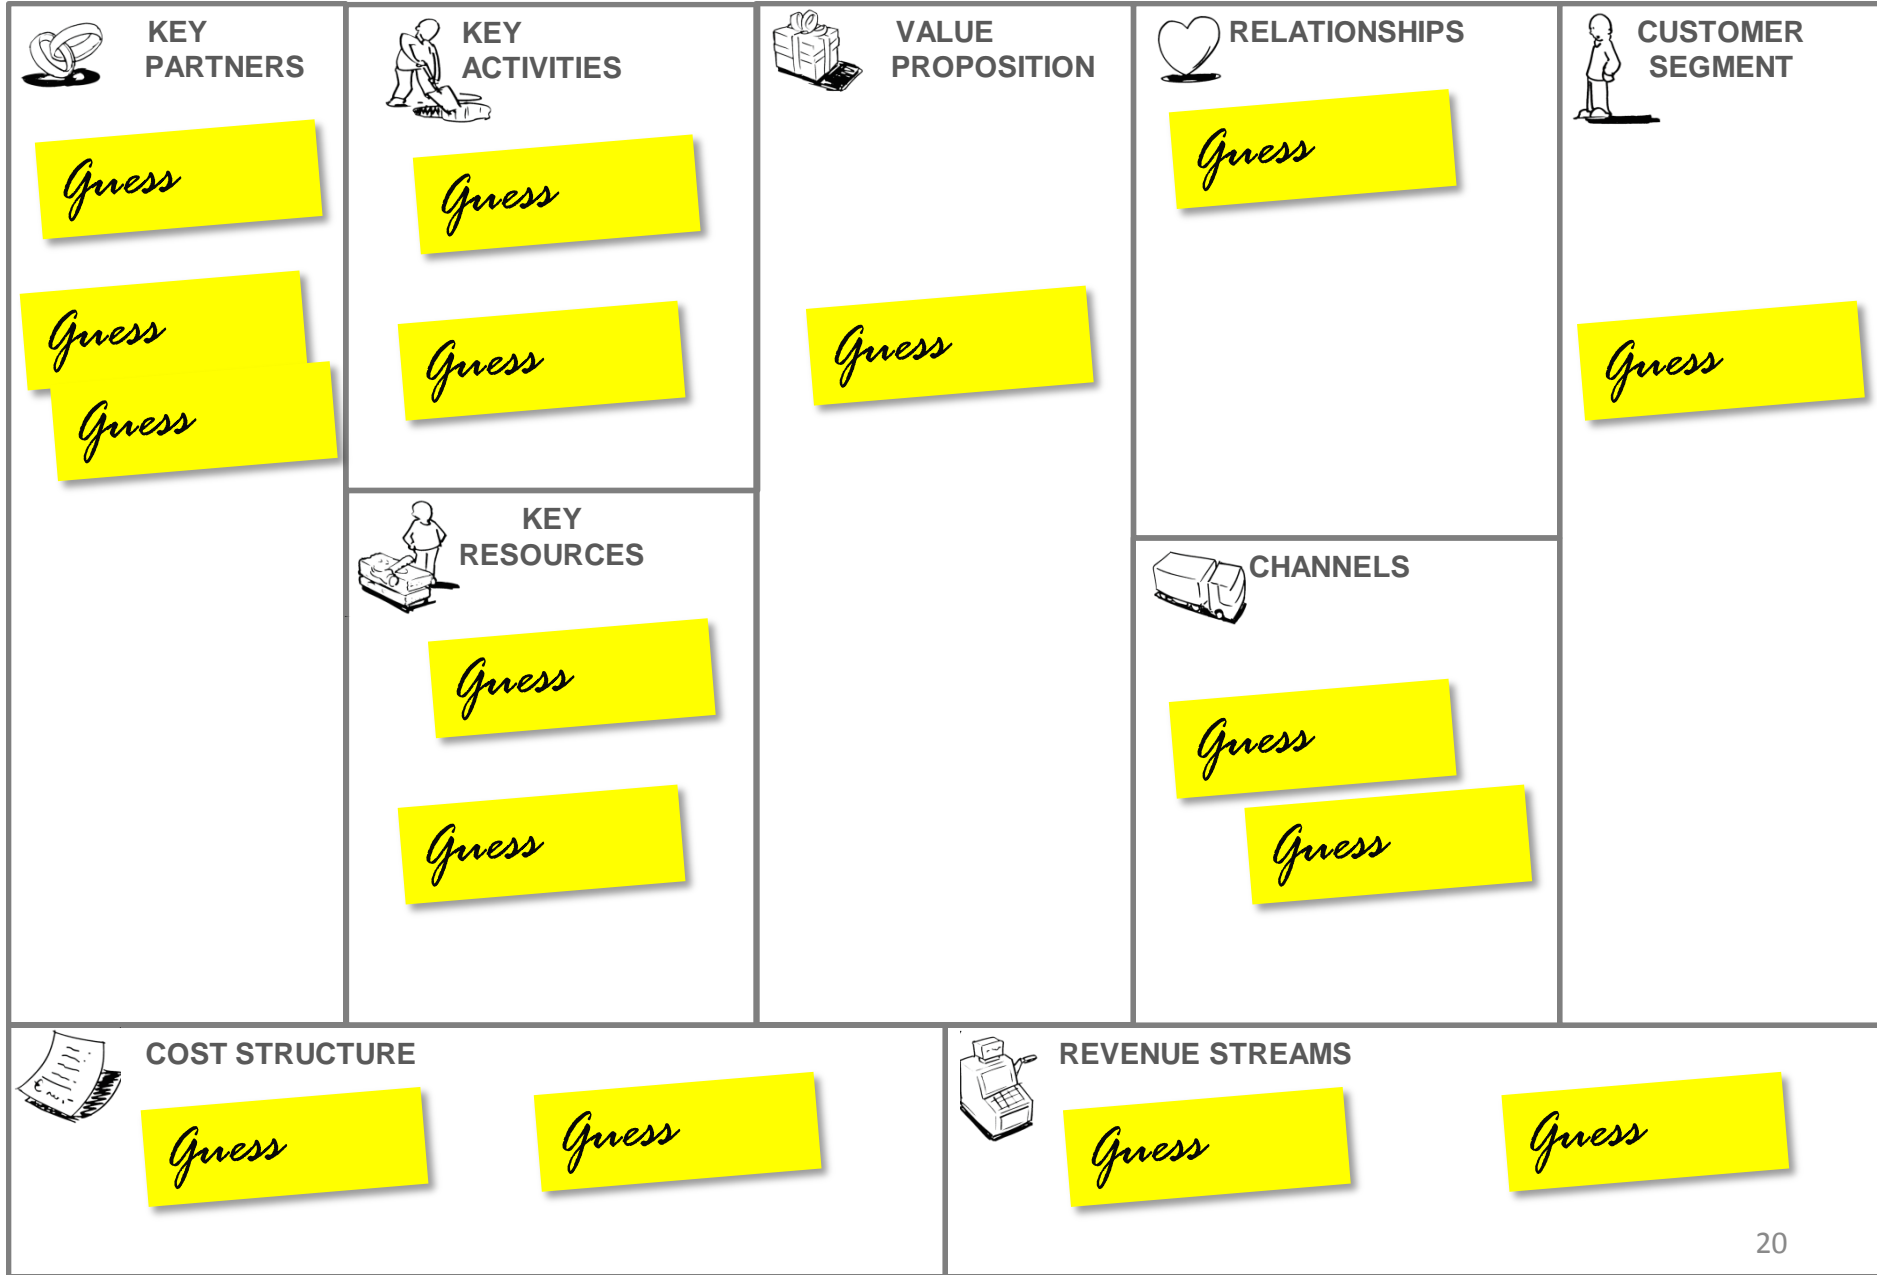 KEY
PARTNERS
Guess
Guess
Guess
KEY
ACTIVITIES
Guess
Guess
KEY
RESOURCES
Guess
Guess
VALUE
PROPOSITION
Guess
RELATIONSHIPS
Guess
CHANNELS
Guess
Guess
CUSTOMER
SEGMENT
Guess
COST STRUCTURE
Guess
Guess
REVENUE STREAMS
Guess
Guess
20